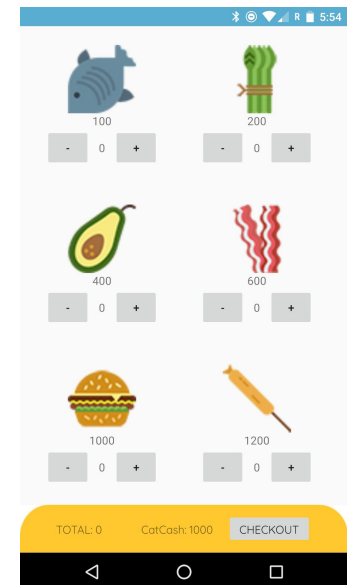 R 5:54
100 200
- 0 + - 0 +
400 600
- 0 + - 0 +
1000 1200
- 0 + - 0 +
TOTAL: 0 CatCash: 1000 CHECKOUT